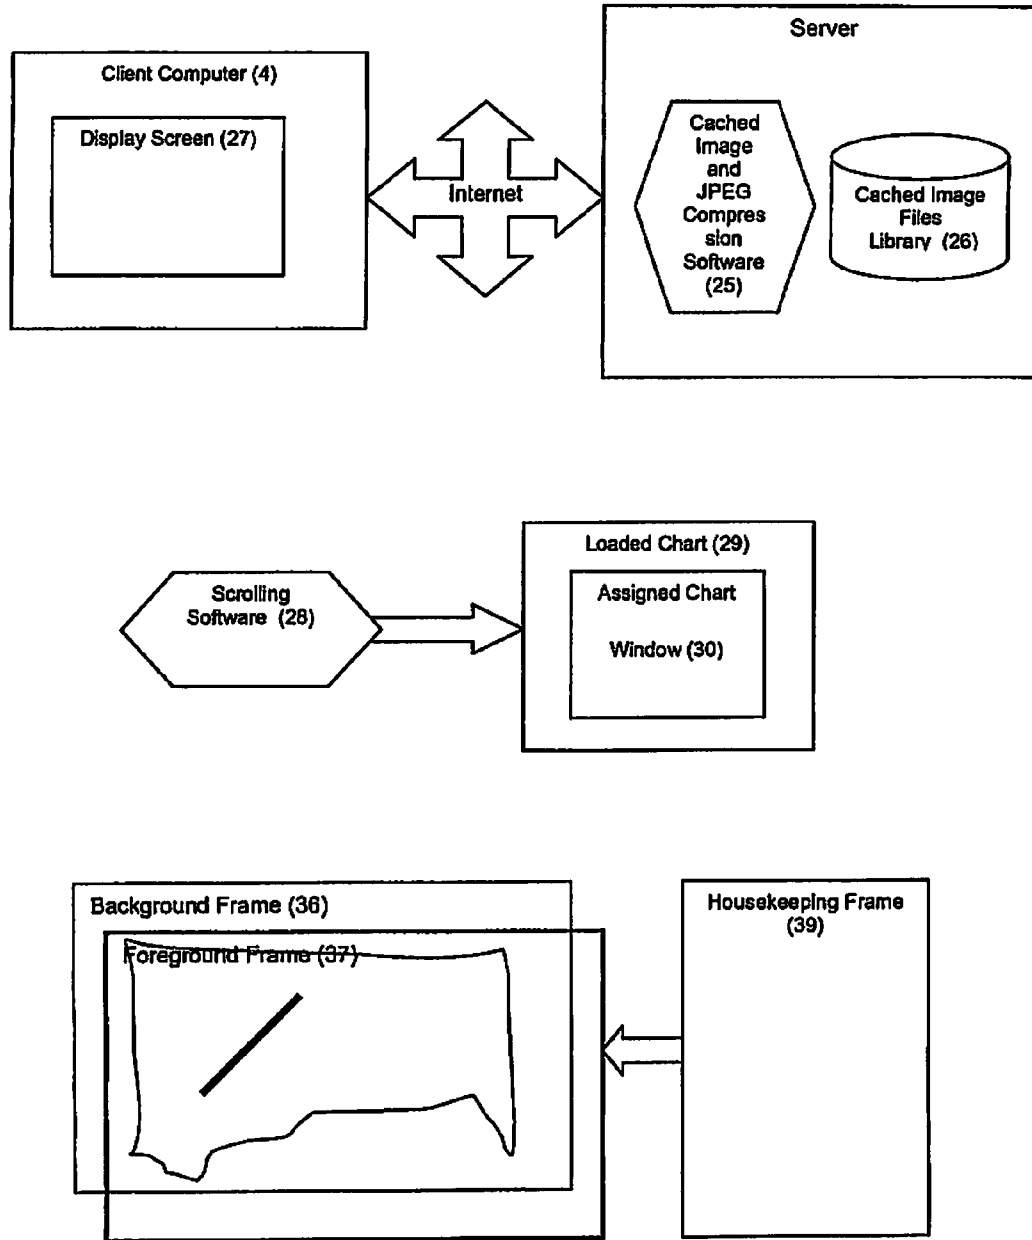 Server
Client Computer (4)
Display Screen (27)
Internet
Cached
Image
and
JPEG
Compres
sion
Software
(25)
Cached Image
Files
Library (26)
Scrolling
Software (28)
Loaded Chart (29)
Assigned Chart
Window (30)
Background Frame (36)
Foreground Frame (37)
Housekeeping Frame
(39)